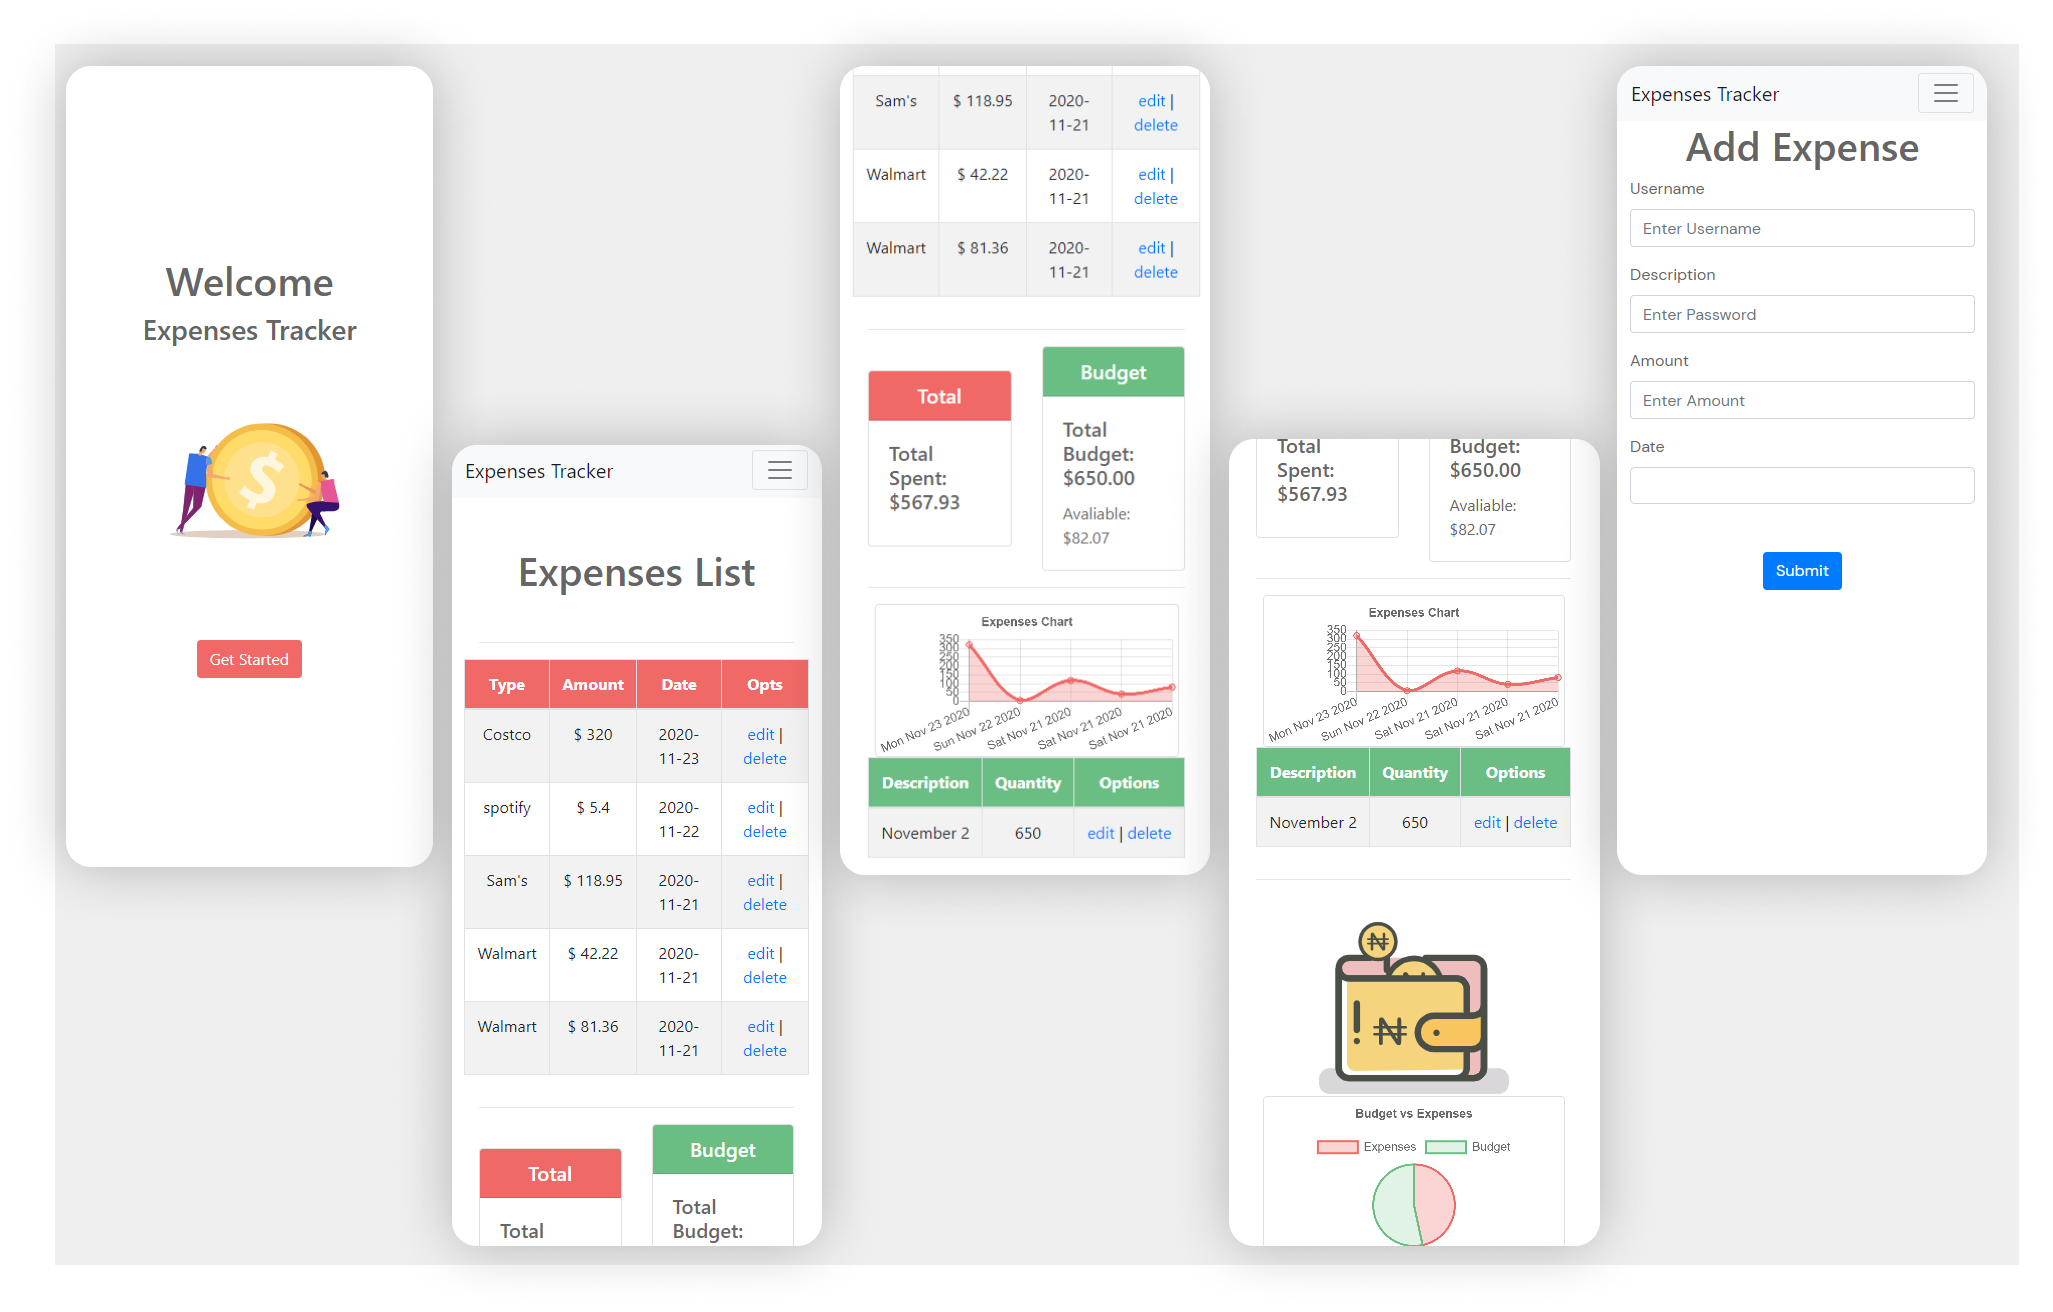 Welcome
Expenses Tracker
Get Started
Expenses Tracker
Expenses List
Type Amount Date Opts
Costco $ 320 2020-11-23 edit | delete
spotify $ 5.4 2020-11-22 edit | delete
Sam's $ 118.95 2020-11-21 edit | delete
Walmart $ 42.22 2020-11-21 edit | delete
Walmart $ 81.36 2020-11-21 edit | delete
Total
Total
Budget
Total
Budget:
Sam's $ 118.95 2020-11-21 edit | delete
Walmart $ 42.22 2020-11-21 edit | delete
Walmart $ 81.36 2020-11-21 edit | delete
Total
Total
Spent:
$567.93
Budget
Total
Budget:
$650.00
Avaliable:
$82.07
Expenses Chart
350
300
250
200
150
100
50
0
Mon Nov 23 2020
Sun Nov 22 2020
Sat Nov 21 2020
Sat Nov 21 2020
Sat Nov 21 2020
Description Quantity Options
November 2 650 edit | delete
Total
Spent:
$567.93
Budget:
$650.00
Avaliable:
$82.07
Expenses Chart
350
300
250
200
150
100
50
0
Mon Nov 23 2020
Sun Nov 22 2020
Sat Nov 21 2020
Sat Nov 21 2020
Sat Nov 21 2020
Description Quantity Options
November 2 650 edit | delete
₦
₦
Budget vs Expenses
Expenses Budget
Expenses Tracker
Add Expense
Username
Enter Username
Description
Enter Password
Amount
Enter Amount
Date
Submit